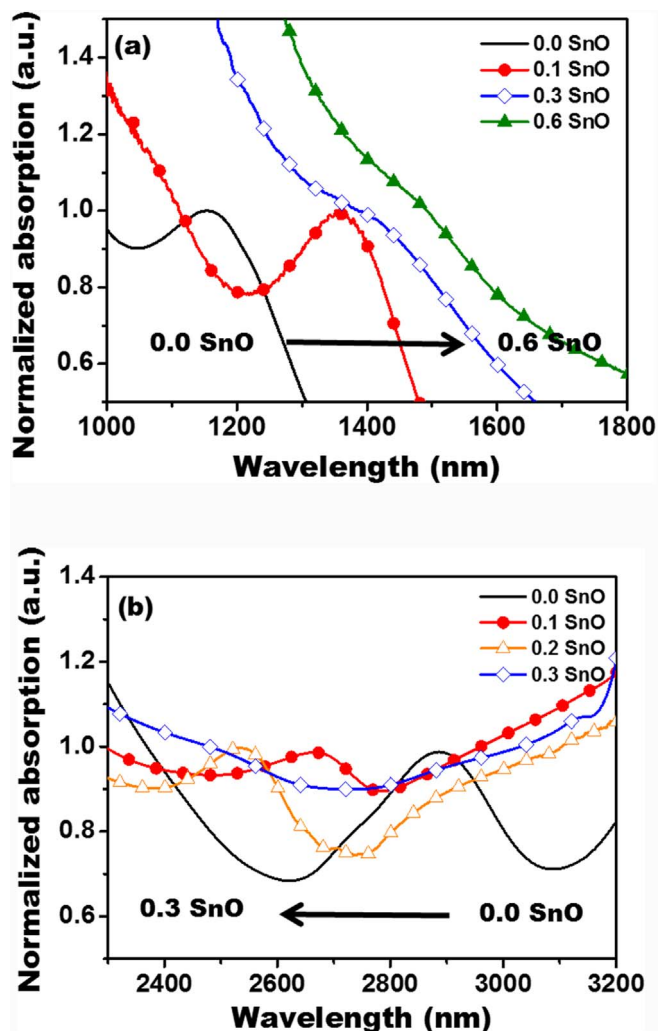 (a)
0.0 SnO
0.1 SnO
0.3 SnO
0.6 SnO
1.4
1.2
1.0
0.8
0.6
Normalized absorption (a.u.)
0.0 SnO
0.6 SnO
1000 1200 1400 1600 1800
Wavelength (nm)
(b)
0.0 SnO
0.1 SnO
0.2 SnO
0.3 SnO
1.4
1.2
1.0
0.8
0.6
Normalized absorption (a.u.)
0.3 SnO
0.0 SnO
2400 2600 2800 3000 3200
Wavelength (nm)